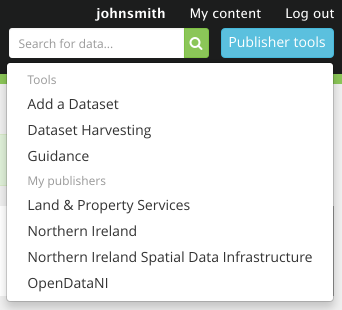 johnsmith My content Log out
Search for data... Publisher tools
Tools
Add a Dataset
Dataset Harvesting
Guidance
My publishers
Land & Property Services
Northern Ireland
Northern Ireland Spatial Data Infrastructure
OpenDataNI